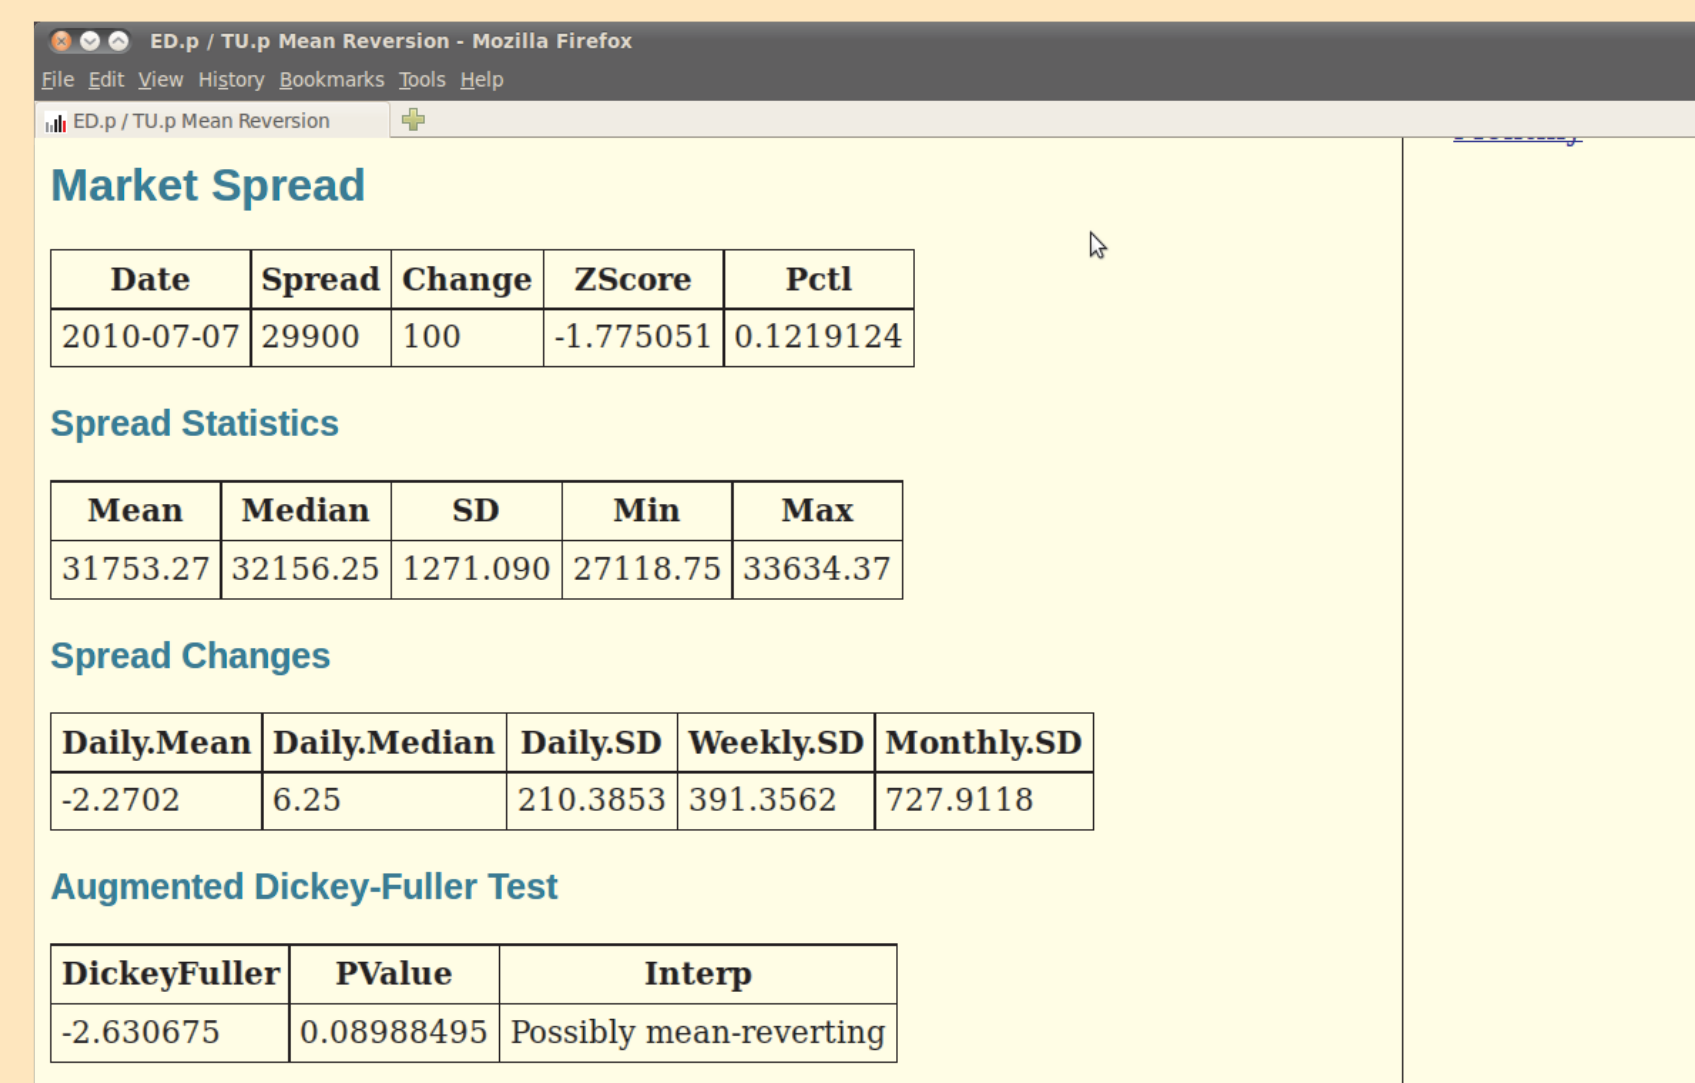 ED.p / TU.p Mean Reversion - Mozilla Firefox
File Edit View History Bookmarks Tools Help
ED.p / TU.p Mean Reversion
Market Spread
Date Spread Change ZScore Pctl
2010-07-07 29900 100 -1.775051 0.1219124
Spread Statistics
Mean Median SD Min Max
31753.27 32156.25 1271.090 27118.75 33634.37
Spread Changes
Daily.Mean Daily.Median Daily.SD Weekly.SD Monthly.SD
-2.2702 6.25 210.3853 391.3562 727.9118
Augmented Dickey-Fuller Test
DickeyFuller PValue Interp
-2.630675 0.08988495 Possibly mean-reverting